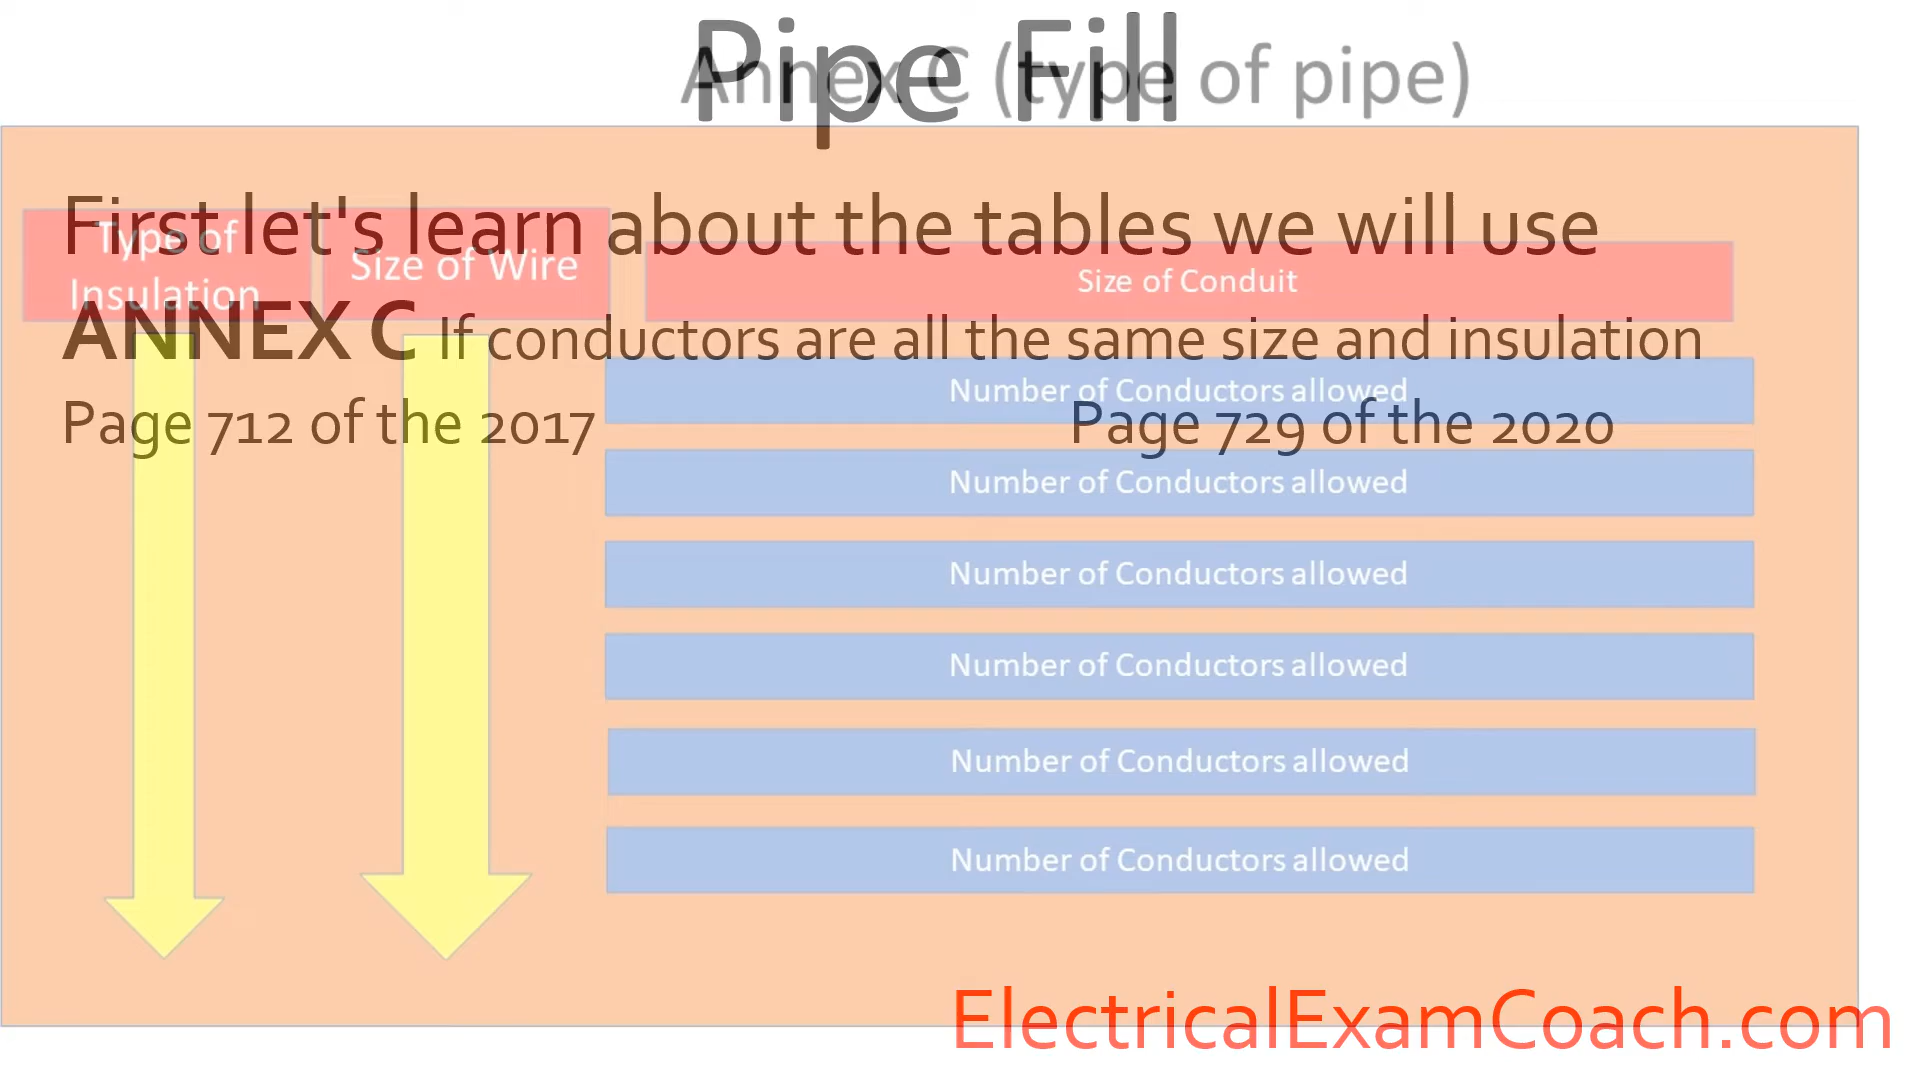 Pipe Fill
Annex C (type of pipe)
First let's learn about the tables we will use
Type of
Insulation
Size of Wire
Size of Conduit
ANNEX C If conductors are all the same size and insulation
Number of Conductors allowed
Page 712 of the 2017
Page 729 of the 2020
Number of Conductors allowed
Number of Conductors allowed
Number of Conductors allowed
Number of Conductors allowed
Number of Conductors allowed
ElectricalExamCoach.com